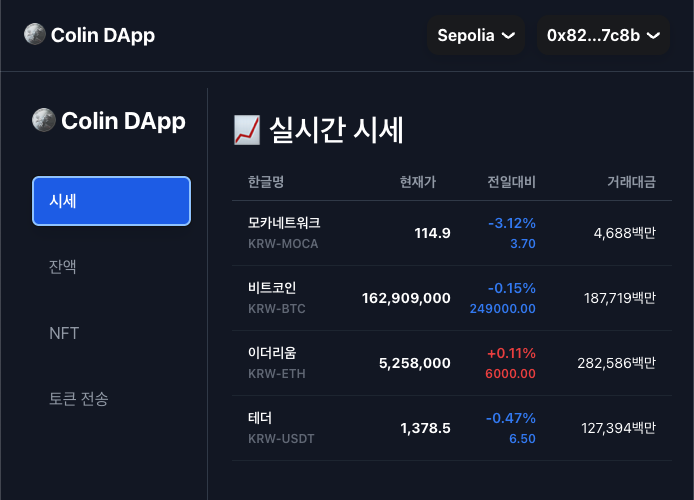 Colin DApp
Sepolia
0x82...7c8b
Colin DApp
시세
잔액
NFT
토큰 전송
실시간 시세
한글명 현재가 전일대비 거래대금
모카네트워크 114.9 -3.12% 4,688백만
KRW-MOCA 3.70
비트코인 162,909,000 -0.15% 187,719백만
KRW-BTC 249000.00
이더리움 5,258,000 +0.11% 282,586백만
KRW-ETH 6000.00
테더 1,378.5 -0.47% 127,394백만
KRW-USDT 6.50